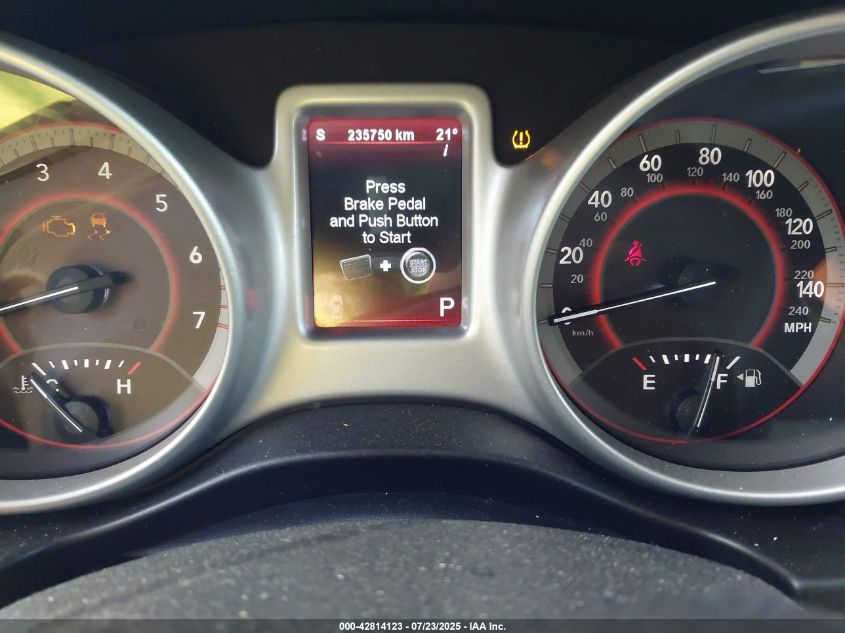 S 235750 km 21°
i
Press
Brake Pedal
and Push Button
to Start
START
STOP
P
3 4 5 6 7
C H
0 20 40 60 80 100 120 140
20 40 60 80 100 120 140 160 180 200 220 240
km/h
MPH
E F
000-42814123 - 07/23/2025 - IAA Inc.